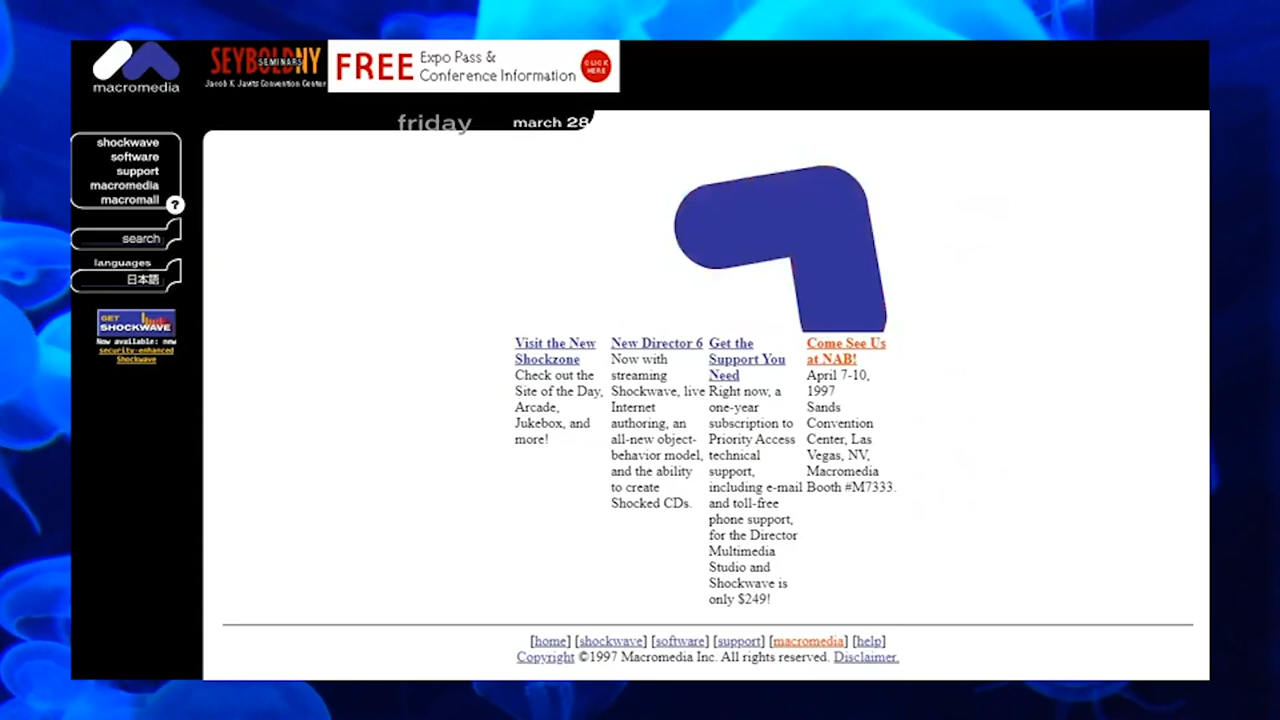 macromedia
SEYBOLD NY
SEMINARS
Jacob K. Javits Convention Center
FREE
Expo Pass &
Conference Information
CLICK
HERE
friday march 28
shockwave
software
support
macromedia
macromall
?
search
languages
日本語
GET
SHOCKWAVE
Now available: new
security-enhanced
Shockwave
Visit the New
Shockzone
Check out the
Site of the Day,
Arcade,
Jukebox, and
more!
New Director 6
Now with
streaming
Shockwave, live
Internet
authoring, an
all-new object-
behavior model,
and the ability
to create
Shocked CDs.
Get the
Support You
Need
Right now, a
one-year
subscription to
Priority Access
technical
support,
including e-mail
and toll-free
phone support,
for the Director
Multimedia
Studio and
Shockwave is
only $249!
Come See Us
at NAB!
April 7-10,
1997
Sands
Convention
Center, Las
Vegas, NV,
Macromedia
Booth #M7333.
[home] [shockwave] [software] [support] [macromedia] [help]
Copyright ©1997 Macromedia Inc. All rights reserved. Disclaimer.